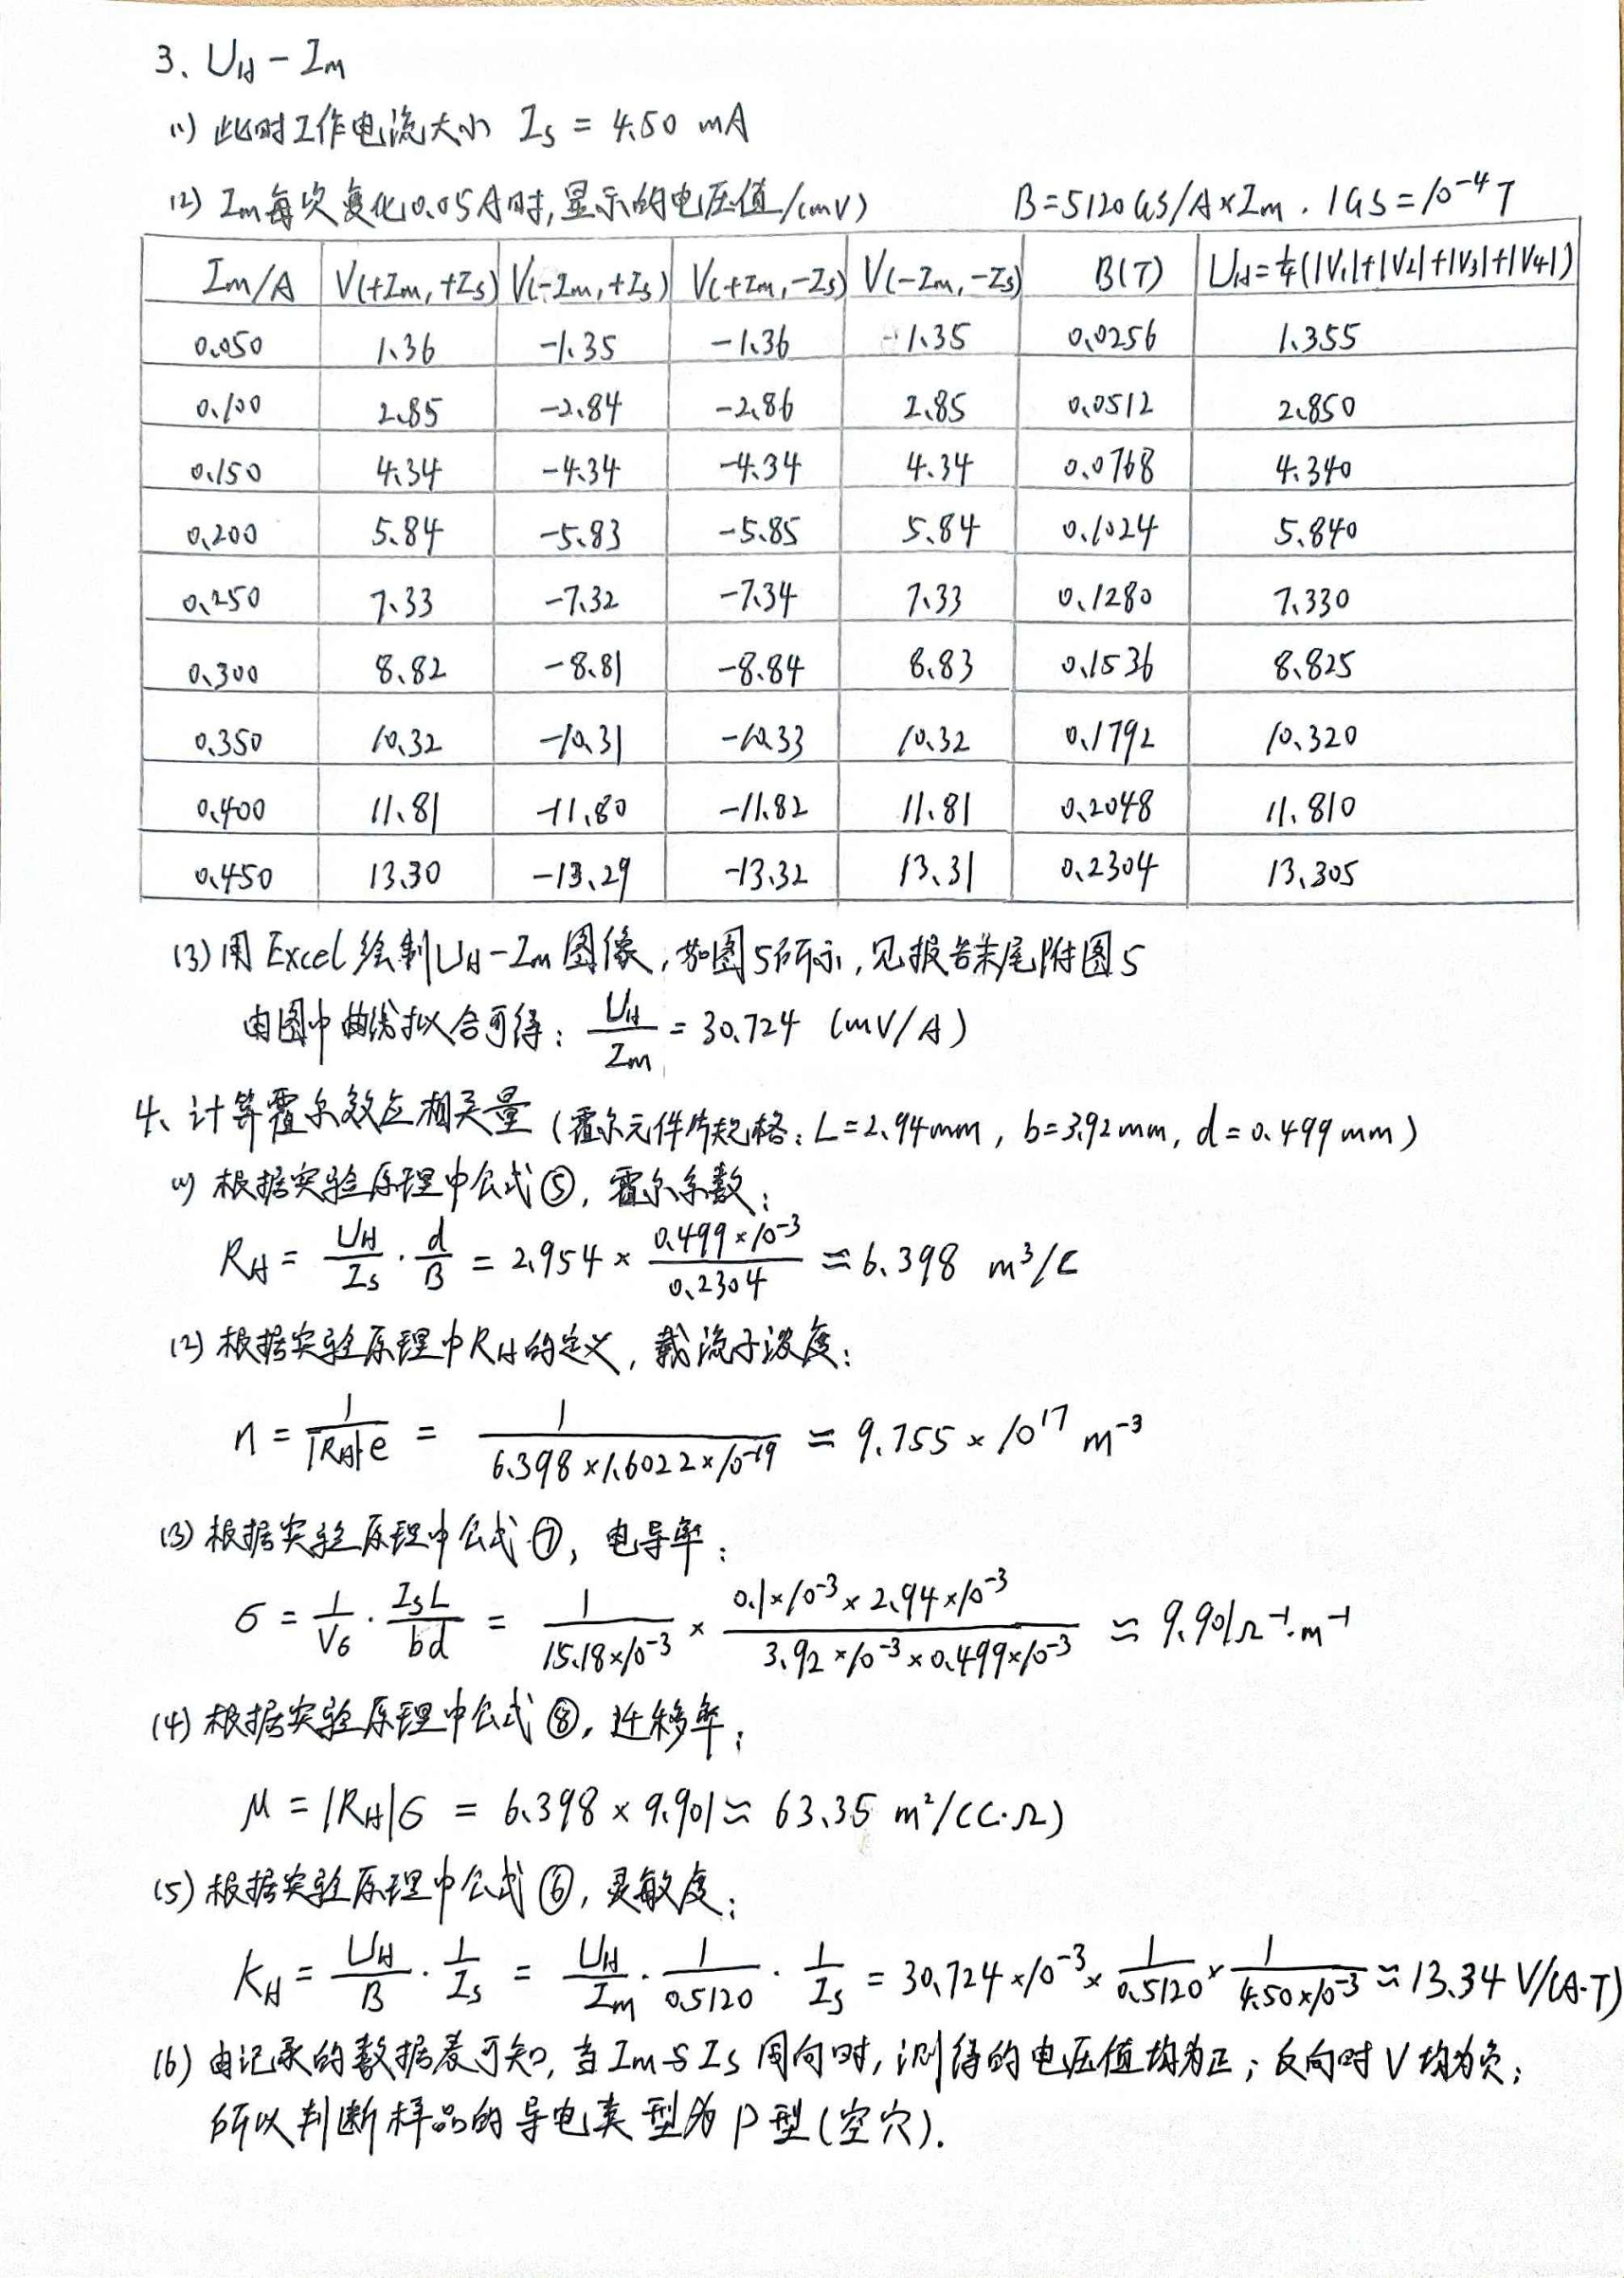 3、U_H - I_m
(1) 此时工作电流大小 I_s = 4.50 mA
(2) I_m每次变化0.05A时,显示的电压值/(mV) B=5120GS/A×I_m . 1GS=10^-4 T
I_m/A V(+I_m,+I_s) V(-I_m,+I_s) V(+I_m,-I_s) V(-I_m,-I_s) B(T) U_H=1/4(|V_1|+|V_2|+|V_3|+|V_4|)
0.050 1.36 -1.35 -1.36 1.35 0.0256 1.355
0.100 2.85 -2.84 -2.86 2.85 0.0512 2.850
0.150 4.34 -4.34 -4.34 4.34 0.0768 4.340
0.200 5.84 -5.83 -5.85 5.84 0.1024 5.840
0.250 7.33 -7.32 -7.34 7.33 0.1280 7.330
0.300 8.82 -8.81 -8.84 8.83 0.1536 8.825
0.350 10.32 -10.31 -10.33 10.32 0.1792 10.320
0.400 11.81 -11.80 -11.82 11.81 0.2048 11.810
0.450 13.30 -13.29 -13.32 13.31 0.2304 13.305
(3) 用 Excel 绘制U_H-I_m图像,如图5所示,见报告末尾附图5
由图中曲线拟合可得: U_H/I_m = 30.724 (mV/A)
4、计算霍尔效应相关量 (霍尔元件片规格: L=2.94mm, b=3.92mm, d=0.499mm)
(1) 根据实验原理中公式⑤, 霍尔系数:
R_H = U_H/I_s · d/B = 2.954 × 0.499×10^-3/0.2304 ≈ 6.398 m^3/C
(2) 根据实验原理中R_H的定义, 载流子浓度:
n = 1/(|R_H|e) = 1/(6.398×1.6022×10^-19) ≈ 9.755 × 10^17 m^-3
(3) 根据实验原理中公式⑦, 电导率:
σ = 1/V_σ · I_sL/bd = 1/(15.18×10^-3) × (0.1×10^-3×2.94×10^-3)/(3.92×10^-3×0.499×10^-3) ≈ 9.901Ω^-1·m^-1
(4) 根据实验原理中公式⑧, 迁移率:
μ = |R_H|σ = 6.398 × 9.901 ≈ 63.35 m^2/(C·Ω)
(5) 根据实验原理中公式⑥, 灵敏度:
K_H = U_H/B · 1/I_s = U_H/I_m · 1/0.5120 · 1/I_s = 30.724×10^-3× 1/0.5120 × 1/(4.50×10^-3) ≈ 13.34 V/(A·T)
(6) 由记录的数据表可知, 当I_m与I_s同向时, 测得的电压值均为正; 反向时V均为负;
所以判断样品的导电类型为P型(空穴).